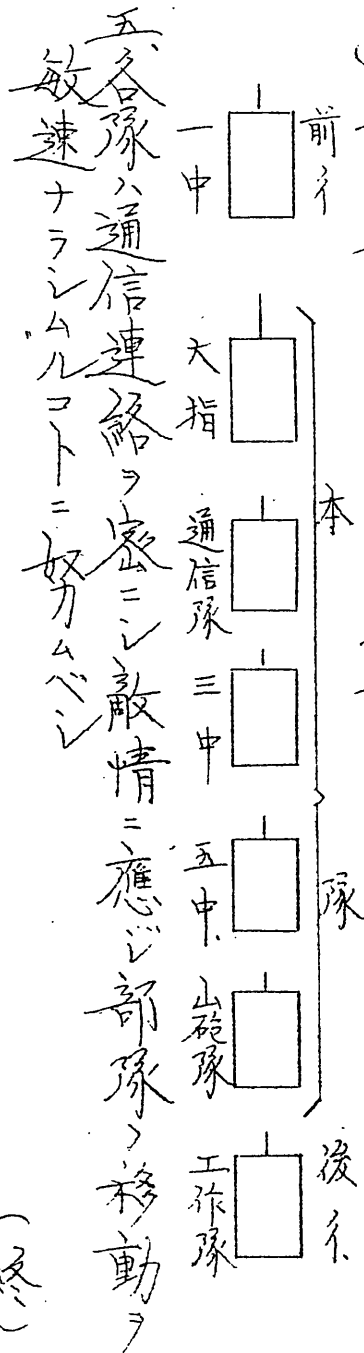 前イ
本隊
後イ
一中
大指
通信隊
三中
五中
山砲隊
工作隊
五、各隊ハ通信連絡ヲ密ニシ敵情ニ應ジ部隊ノ移動ヲ
敏速ナラシムルコトニ努ムベシ
(終)